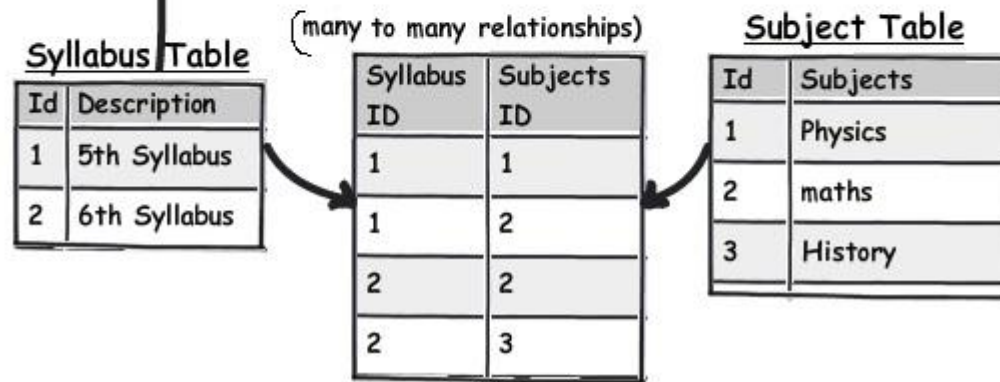 (many to many relationships)
Syllabus Table
Id Description
1 5th Syllabus
2 6th Syllabus
Syllabus ID Subjects ID
1 1
1 2
2 2
2 3
Subject Table
Id Subjects
1 Physics
2 maths
3 History